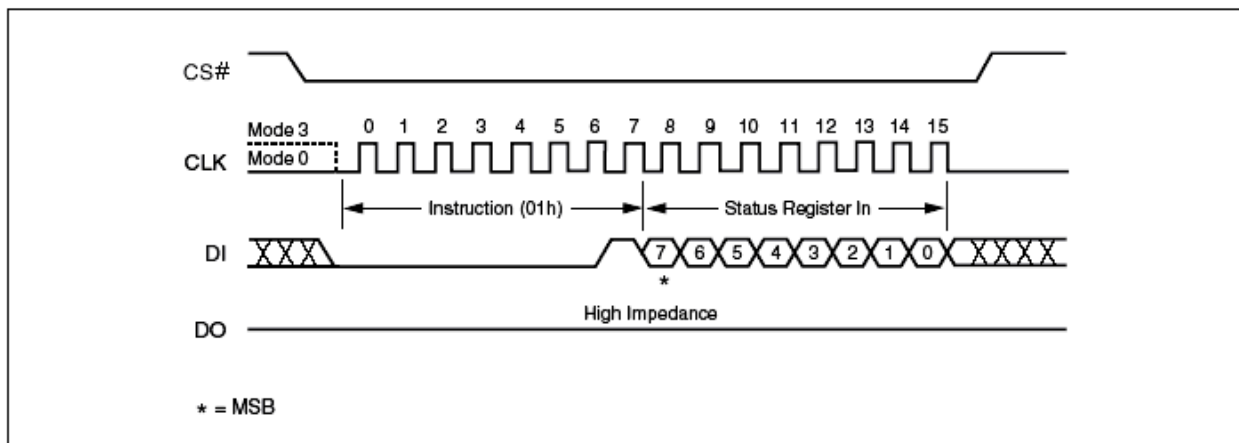 CS#
Mode 3
0 1 2 3 4 5 6 7 8 9 10 11 12 13 14 15
CLK
Mode 0
Instruction (01h)
Status Register In
DI
7 6 5 4 3 2 1 0
*
High Impedance
DO
* = MSB